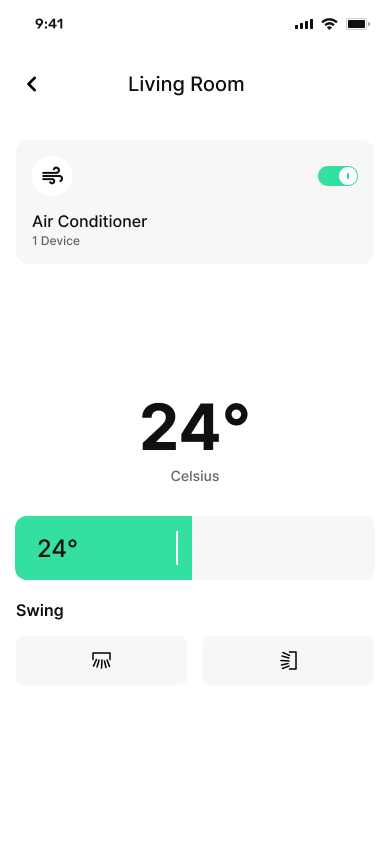 9:41
Living Room
Air Conditioner
1 Device
24°
Celsius
24°
Swing